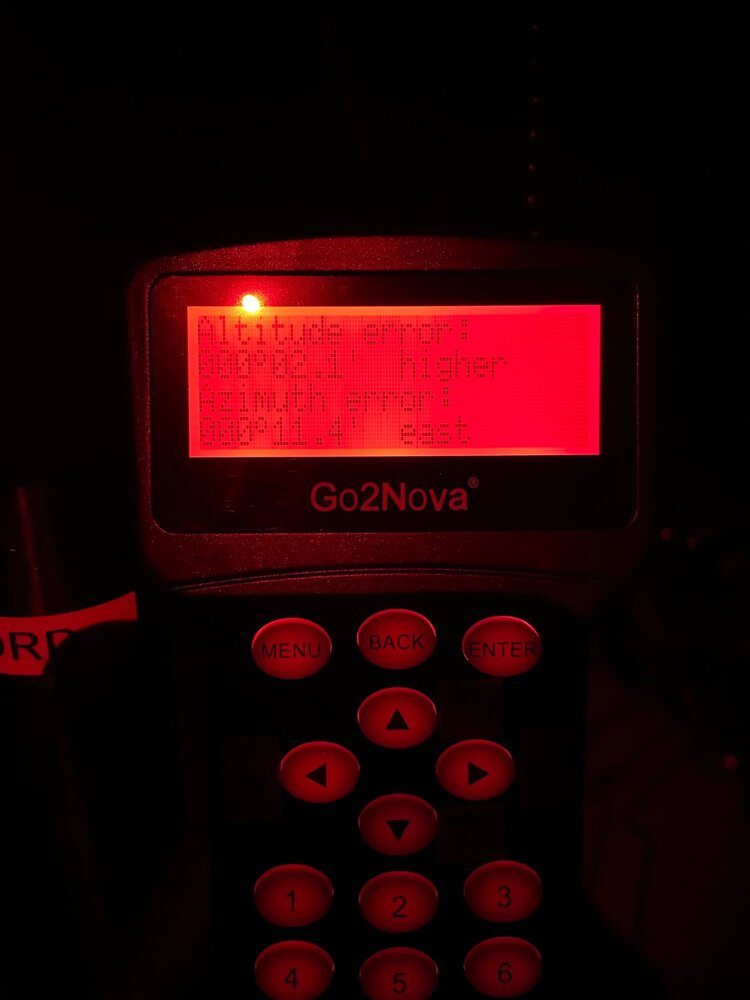 Altitude error:
000°02.1' higher
Azimuth error:
000°11.4' east
Go2Nova®
ORD
MENU BACK ENTER
1 2 3
4 5 6